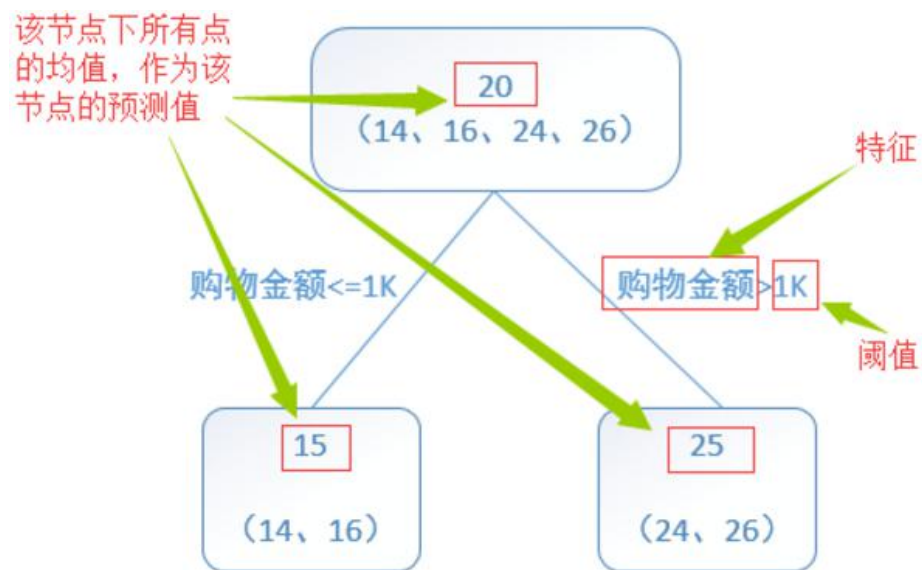 该节点下所有点
的均值，作为该
节点的预测值
20
（14、16、24、26）
特征
购物金额<=1K
购物金额>1K
阈值
15
25
（14、16）
（24、26）